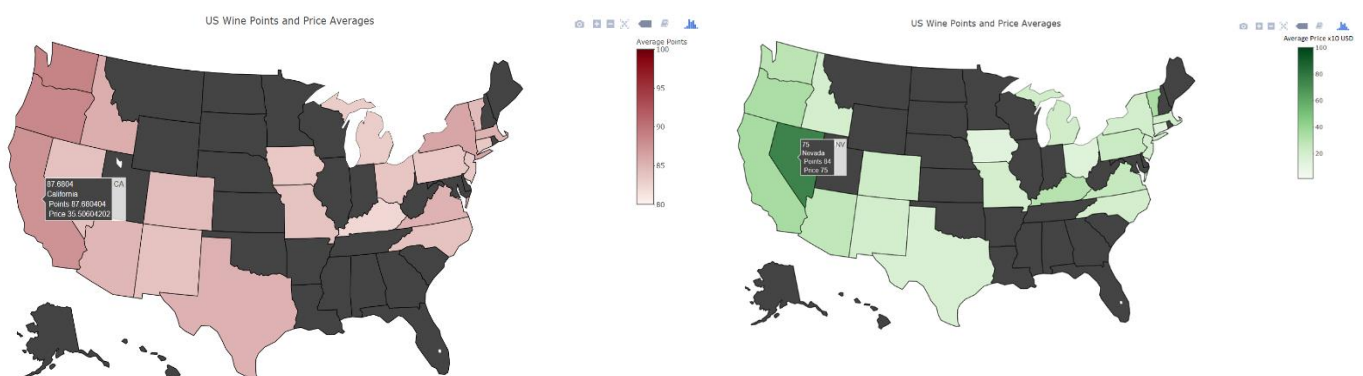 US Wine Points and Price Averages
Average Points
100
95
90
85
80
87.6804
CA
California
Points 87.680404
Price 35.50604202
US Wine Points and Price Averages
Average Price x10 USD
100
80
60
40
20
75
NV
Nevada
Points 84
Price 75